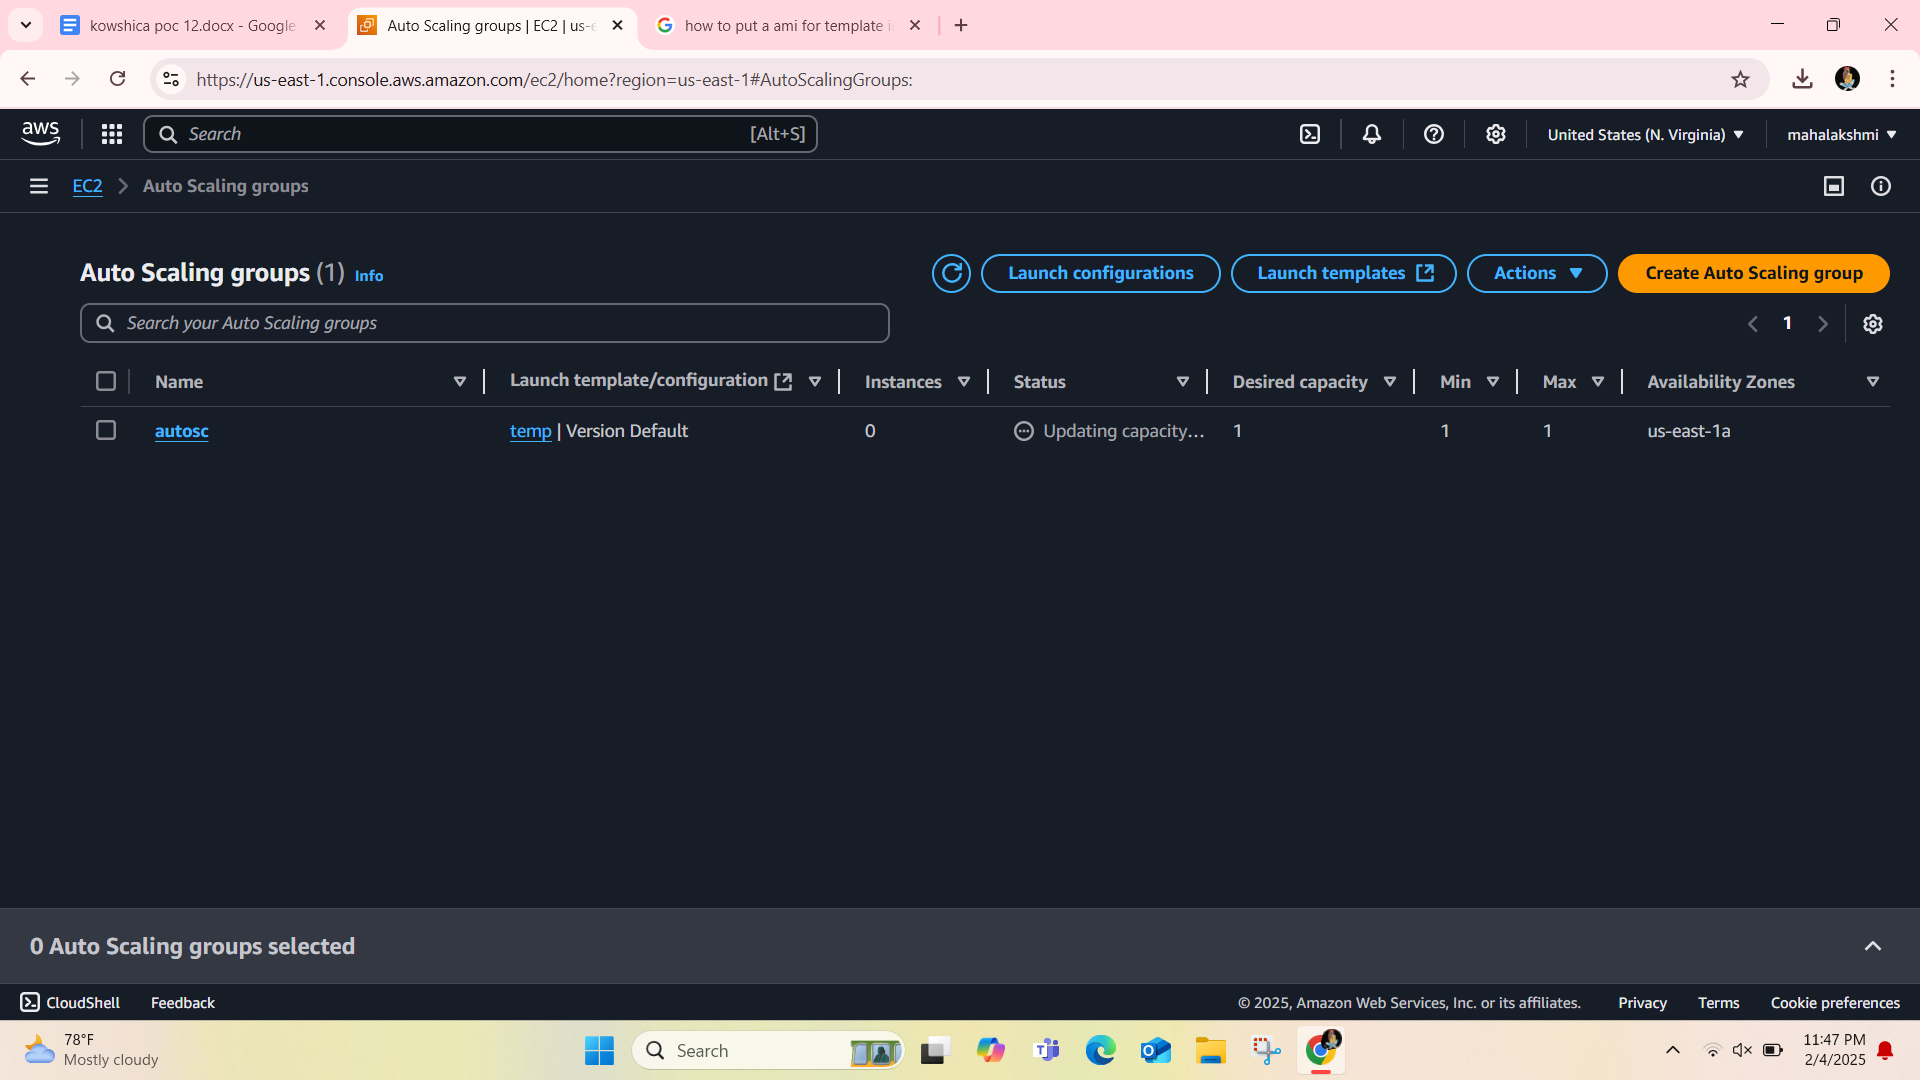 kowshica poc 12.docx - Google
Auto Scaling groups | EC2 | us-e
how to put a ami for template i
https://us-east-1.console.aws.amazon.com/ec2/home?region=us-east-1#AutoScalingGroups:
aws
Search
[Alt+S]
United States (N. Virginia)
mahalakshmi
EC2
Auto Scaling groups
Auto Scaling groups (1) Info
Launch configurations
Launch templates
Actions
Create Auto Scaling group
Search your Auto Scaling groups
1
Name
Launch template/configuration
Instances
Status
Desired capacity
Min
Max
Availability Zones
autosc
temp | Version Default
0
Updating capacity...
1
1
1
us-east-1a
0 Auto Scaling groups selected
CloudShell
Feedback
© 2025, Amazon Web Services, Inc. or its affiliates.
Privacy
Terms
Cookie preferences
78°F
Mostly cloudy
Search
11:47 PM
2/4/2025